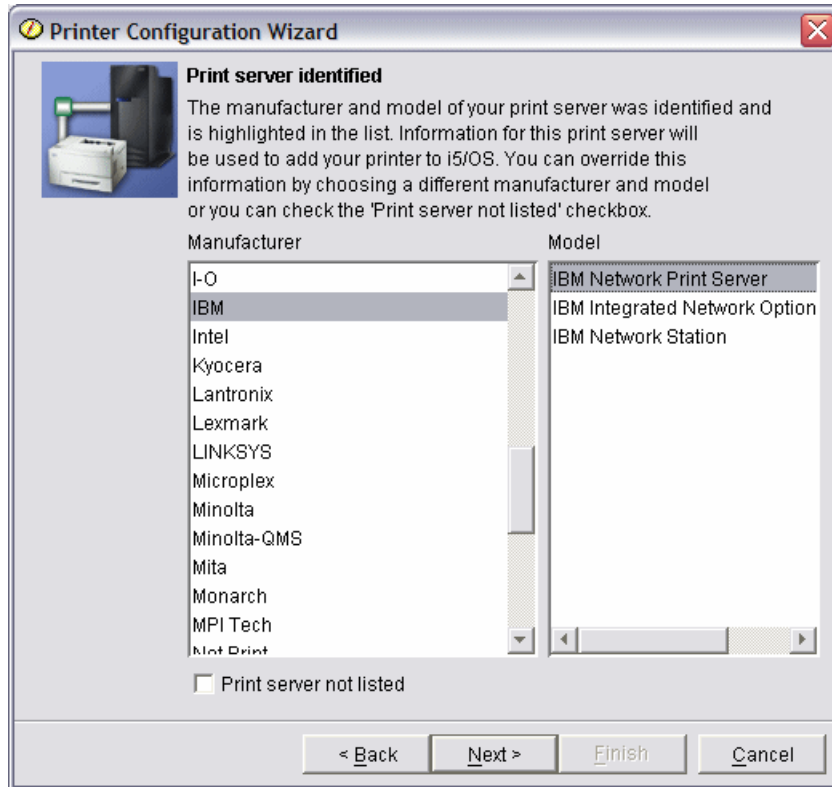 Printer Configuration Wizard
Print server identified
The manufacturer and model of your print server was identified and
is highlighted in the list. Information for this print server will
be used to add your printer to i5/OS. You can override this
information by choosing a different manufacturer and model
or you can check the 'Print server not listed' checkbox.
Manufacturer
I-O
IBM
Intel
Kyocera
Lantronix
Lexmark
LINKSYS
Microplex
Minolta
Minolta-QMS
Mita
Monarch
MPI Tech
Net Print
Model
IBM Network Print Server
IBM Integrated Network Option
IBM Network Station
Print server not listed
< Back
Next >
Finish
Cancel